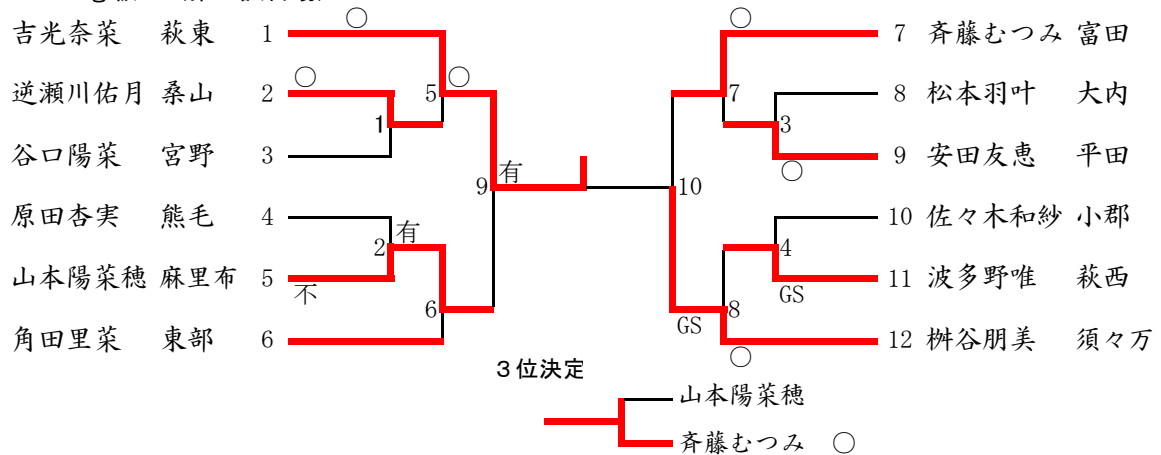 ○ ○
吉光奈菜 萩東 1 7 斉藤むつみ 富田
○ ○
逆瀬川佑月 桑山 2 5 7 8 松本羽叶 大内
1 3
谷口陽菜 宮野 3 9 安田友恵 平田
○
9 有 10
原田杏実 熊毛 4 10 佐々木和紗 小郡
有
2 4
山本陽菜穂 麻里布 5 11 波多野唯 萩西
不 GS
6 8
GS
角田里菜 東部 6 12 桝谷朋美 須々万
○
3位決定
山本陽菜穂
斉藤むつみ ○